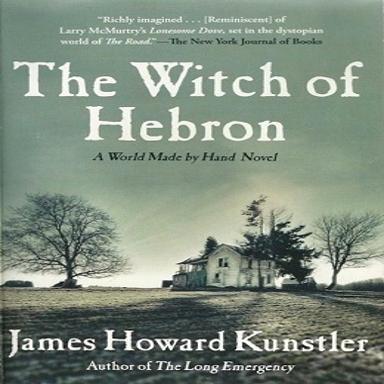 "Richly imagined . . . [Reminiscent] of
Larry McMurtry's Lonesome Dove, set in the dystopian
world of The Road."—The New York Journal of Books
The Witch of
Hebron
A World Made by Hand Novel
James Howard Kunstler
Author of The Long Emergency